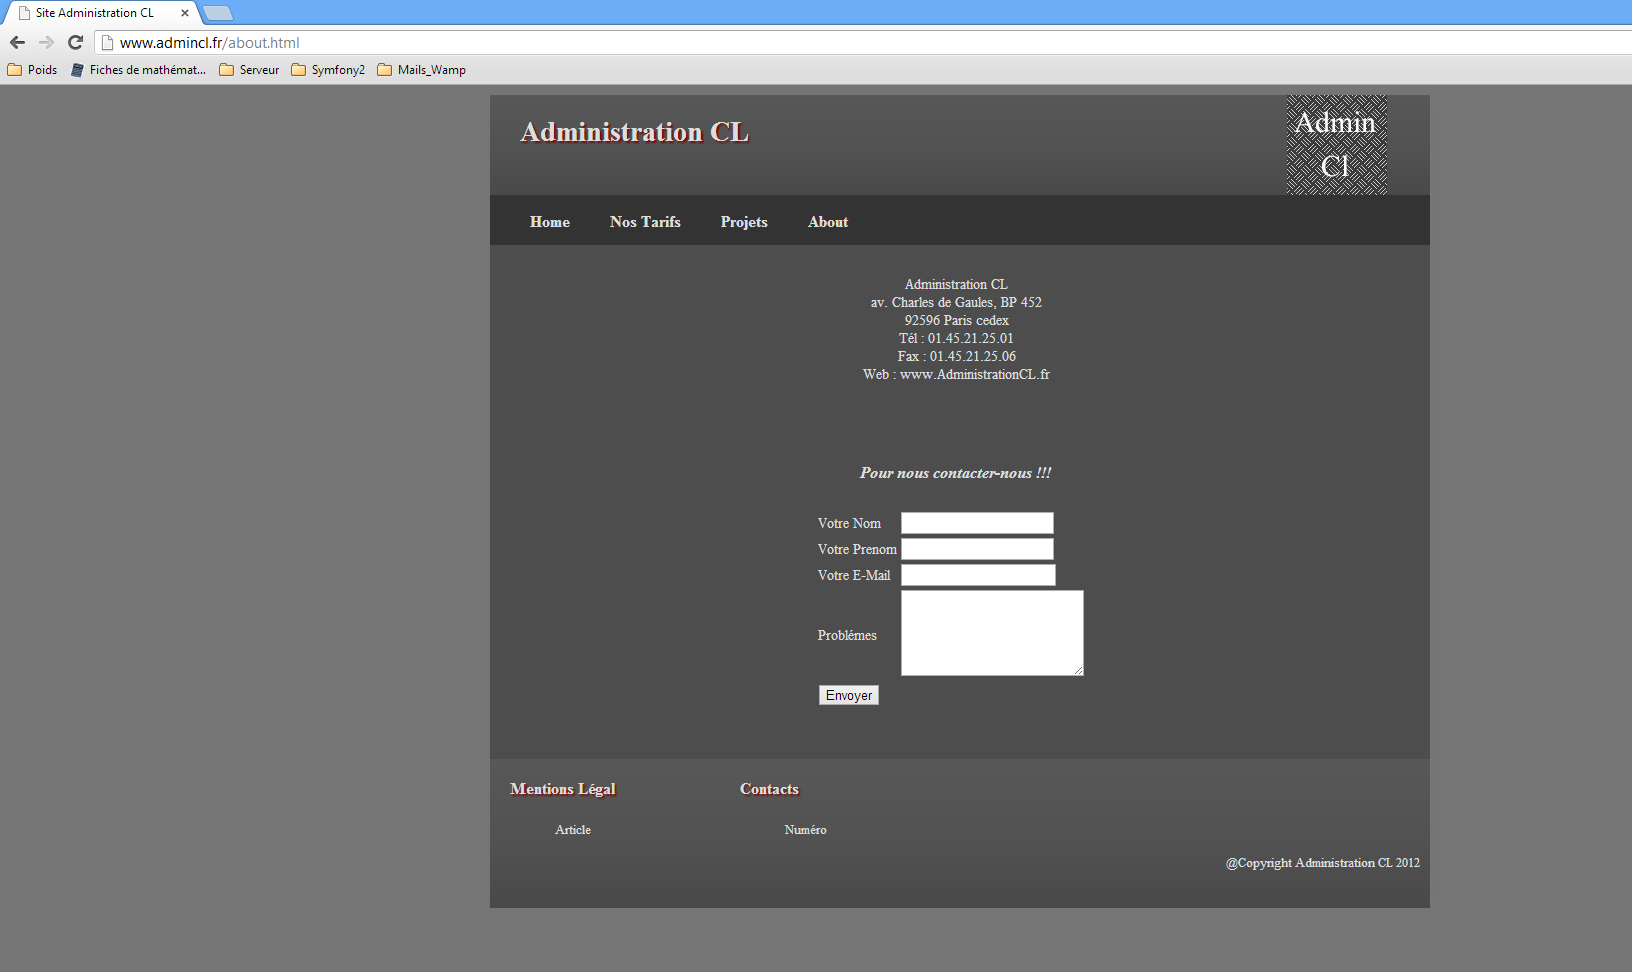 Site Administration CL
www.admincl.fr/about.html
Poids Fiches de mathémat... Serveur Symfony2 Mails_Wamp
Administration CL
Admin
Cl
Home Nos Tarifs Projets About
Administration CL
av. Charles de Gaules, BP 452
92596 Paris cedex
Tél : 01.45.21.25.01
Fax : 01.45.21.25.06
Web : www.AdministrationCL.fr
Pour nous contacter-nous !!!
Votre Nom
Votre Prenom
Votre E-Mail
Problémes
Envoyer
Mentions Légal Contacts
Article Numéro
@Copyright Administration CL 2012